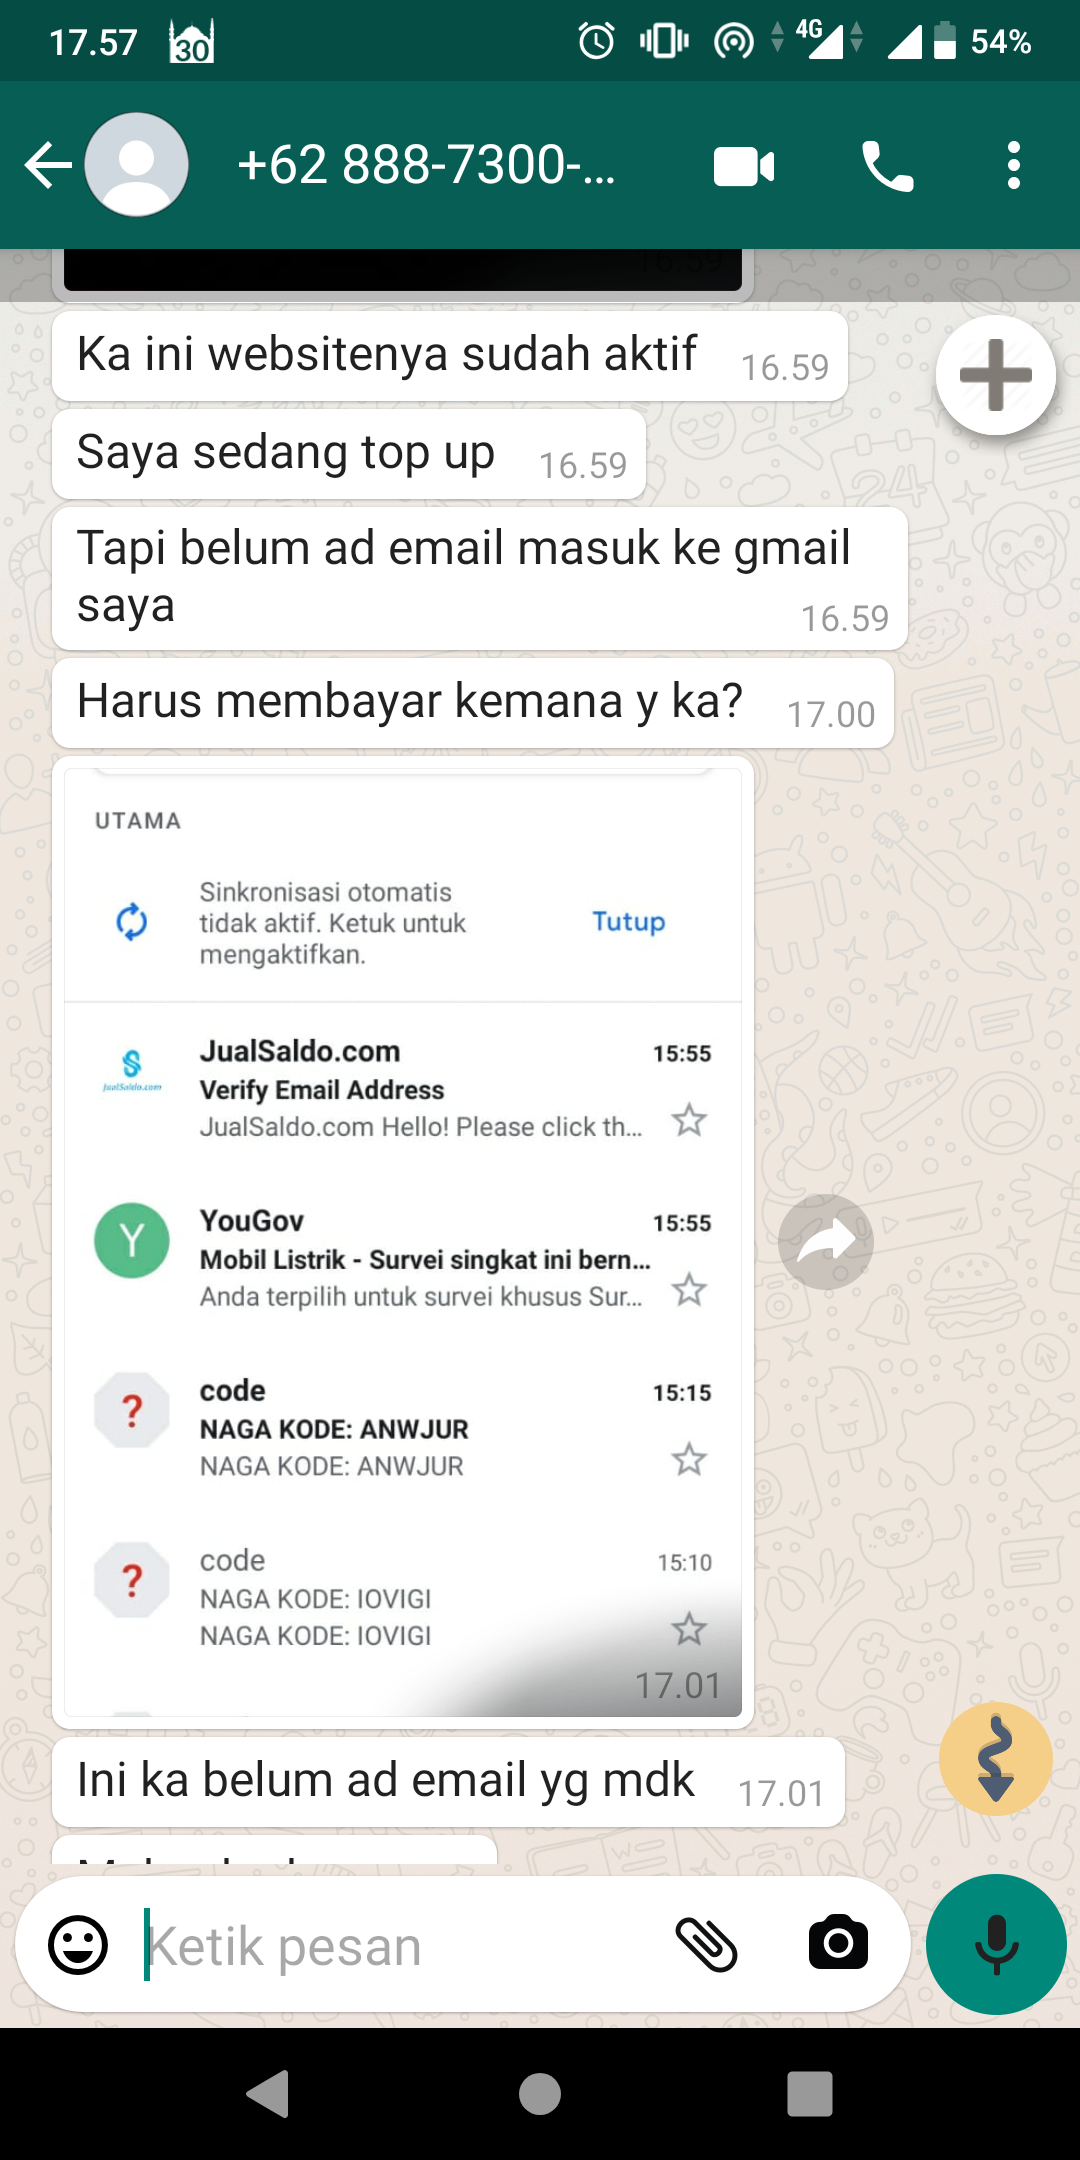 17.57 30 4G 54%
+62 888-7300-...
16.59
Ka ini websitenya sudah aktif 16.59
Saya sedang top up 16.59
Tapi belum ad email masuk ke gmail
saya 16.59
Harus membayar kemana y ka? 17.00
UTAMA
Sinkronisasi otomatis
tidak aktif. Ketuk untuk
mengaktifkan.
Tutup
JualSaldo.com
JualSaldo.com 15:55
Verify Email Address
JualSaldo.com Hello! Please click th...
Y
YouGov 15:55
Mobil Listrik - Survei singkat ini bern...
Anda terpilih untuk survei khusus Sur...
?
code 15:15
NAGA KODE: ANWJUR
NAGA KODE: ANWJUR
?
code 15:10
NAGA KODE: IOVIGI
NAGA KODE: IOVIGI
17.01
Ini ka belum ad email yg mdk 17.01
Ketik pesan